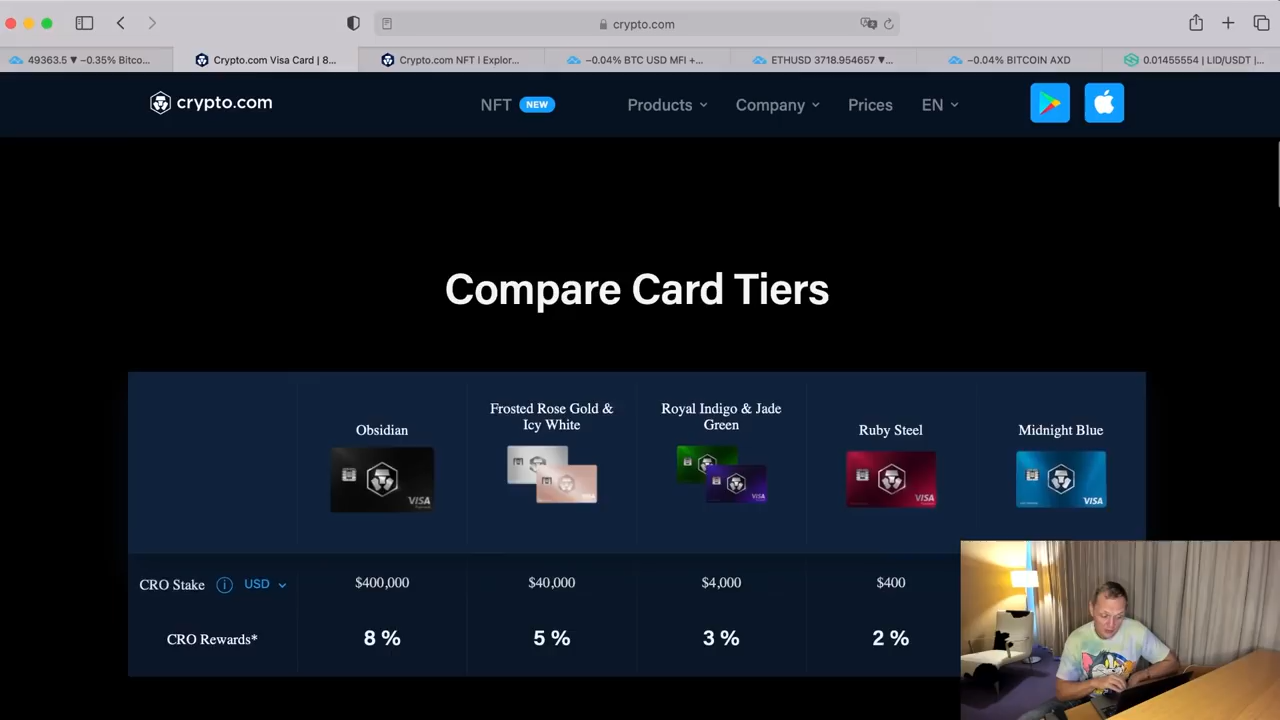 crypto.com
49363.5 ▼ −0.35% Bitco...
Crypto.com Visa Card | 8...
Crypto.com NFT | Explor...
−0.04% BTC USD MFI +...
ETHUSD 3718.954657 ▼...
−0.04% BITCOIN AXD
0.01455554 | LID/USDT |...
crypto.com
NFT NEW
Products
Company
Prices
EN
Compare Card Tiers
Obsidian
Frosted Rose Gold &
Icy White
Royal Indigo & Jade
Green
Ruby Steel
Midnight Blue
VISA
VISA
VISA
VISA
VISA
CRO Stake USD $400,000 $40,000 $4,000 $400
CRO Rewards* 8 % 5 % 3 % 2 %